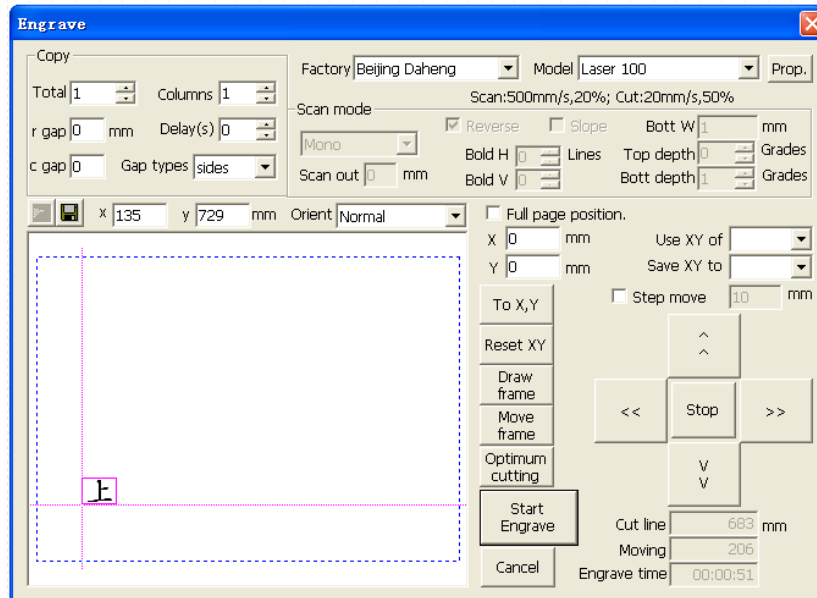 Engrave
Copy
Total 1 Columns 1
r gap 0 mm Delay(s) 0
c gap 0 Gap types sides
Factory Beijing Daheng Model Laser 100 Prop.
Scan:500mm/s,20%; Cut:20mm/s,50%
Scan mode
Mono
Scan out 0 mm
Reverse Slope Bott W 1 mm
Bold H 0 Lines Top depth 0 Grades
Bold V 0 Bott depth 1 Grades
x 135 y 729 mm Orient Normal
上
Full page position.
X 0 mm Use XY of
Y 0 mm Save XY to
To X,Y
Step move 10 mm
Reset XY
Draw
frame
Move
frame
Optimum
cutting
Start
Engrave
Cancel
^
^
<< Stop >>
V
V
Cut line 683 mm
Moving 206
Engrave time 00:00:51